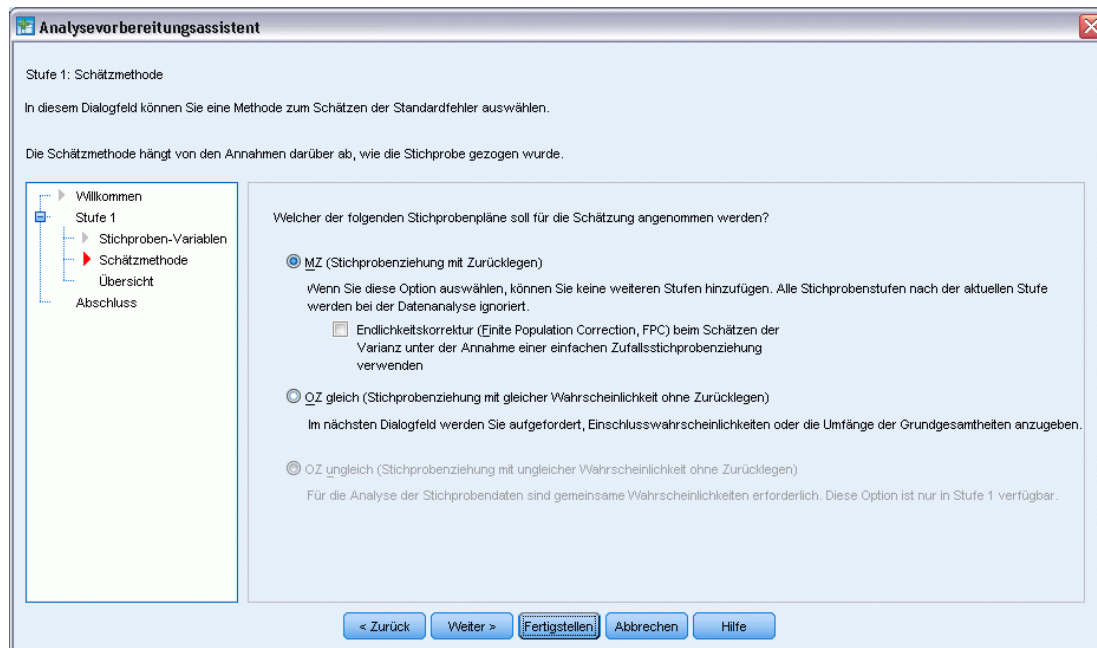 Analysevorbereitungsassistent
Stufe 1: Schätzmethode
In diesem Dialogfeld können Sie eine Methode zum Schätzen der Standardfehler auswählen.
Die Schätzmethode hängt von den Annahmen darüber ab, wie die Stichprobe gezogen wurde.
Willkommen
Stufe 1
Stichproben-Variablen
Schätzmethode
Übersicht
Abschluss
Welcher der folgenden Stichprobenpläne soll für die Schätzung angenommen werden?
MZ (Stichprobenziehung mit Zurücklegen)
Wenn Sie diese Option auswählen, können Sie keine weiteren Stufen hinzufügen. Alle Stichprobenstufen nach der aktuellen Stufe
werden bei der Datenanalyse ignoriert.
Endlichkeitskorrektur (Finite Population Correction, FPC) beim Schätzen der
Varianz unter der Annahme einer einfachen Zufallsstichprobenziehung
verwenden
OZ gleich (Stichprobenziehung mit gleicher Wahrscheinlichkeit ohne Zurücklegen)
Im nächsten Dialogfeld werden Sie aufgefordert, Einschlusswahrscheinlichkeiten oder die Umfänge der Grundgesamtheiten anzugeben.
OZ ungleich (Stichprobenziehung mit ungleicher Wahrscheinlichkeit ohne Zurücklegen)
Für die Analyse der Stichprobendaten sind gemeinsame Wahrscheinlichkeiten erforderlich. Diese Option ist nur in Stufe 1 verfügbar.
< Zurück
Weiter >
Fertigstellen
Abbrechen
Hilfe